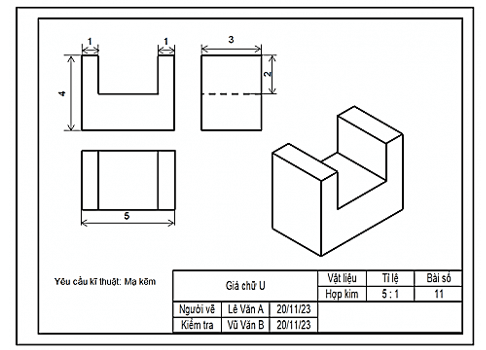 1
1
3
4
2
5
Yêu cầu kĩ thuật: Mạ kẽm
Giá chữ U
Vật liệu
Tỉ lệ
Bài số
Hợp kim
5 : 1
11
Người vẽ
Lê Văn A
20/11/23
Kiểm tra
Vũ Văn B
20/11/23